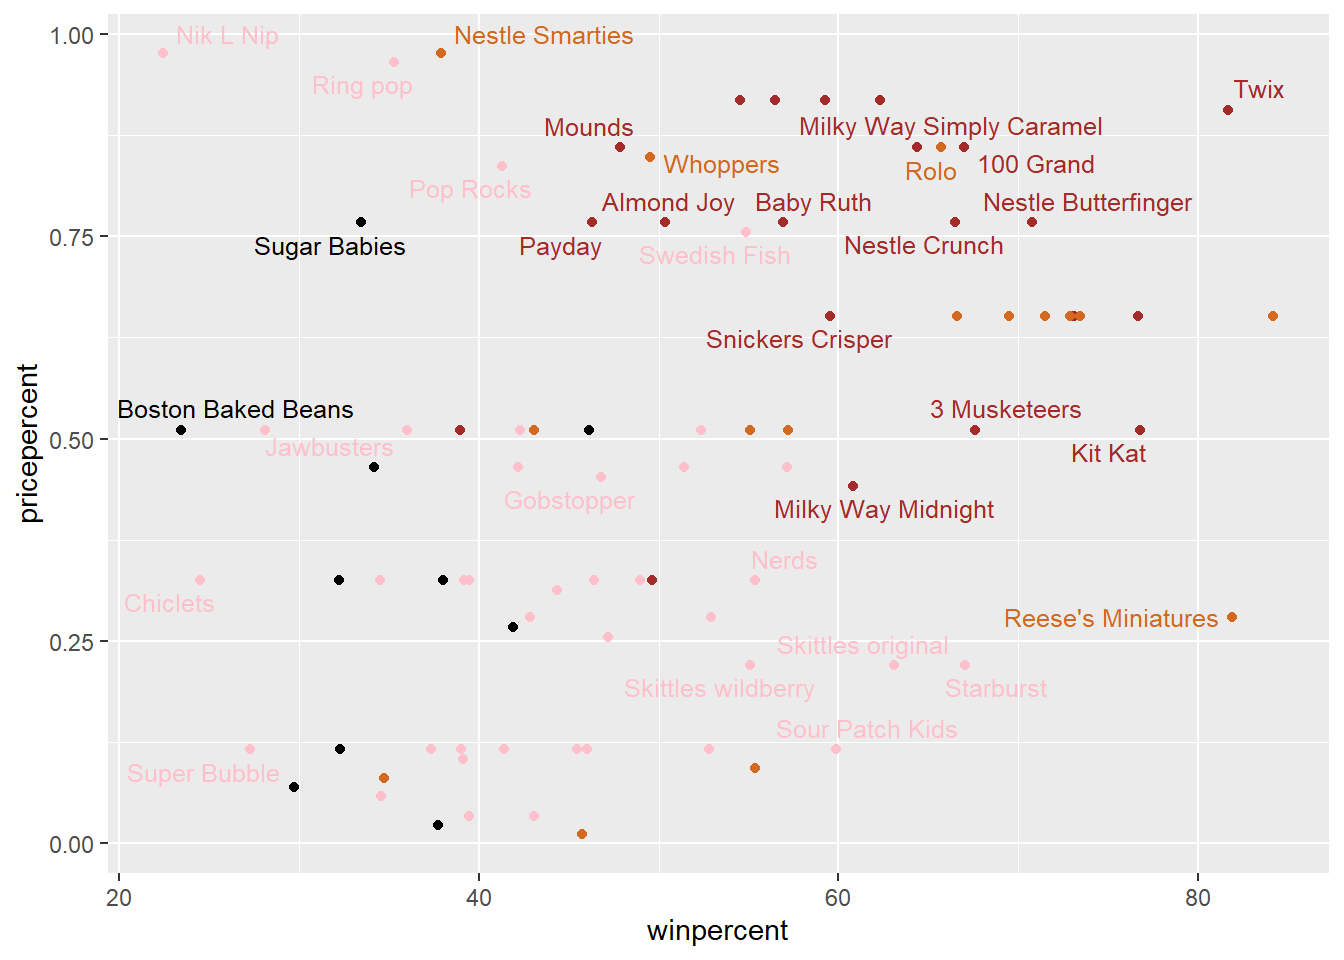 Nik L Nip
Nestle Smarties
Ring pop
Twix
Mounds
Milky Way Simply Caramel
Whoppers
Rolo
100 Grand
Pop Rocks
Almond Joy
Baby Ruth
Nestle Butterfinger
Sugar Babies
Payday
Swedish Fish
Nestle Crunch
Snickers Crisper
Boston Baked Beans
3 Musketeers
Jawbusters
Kit Kat
Gobstopper
Milky Way Midnight
Nerds
Chiclets
Reese's Miniatures
Skittles original
Skittles wildberry
Starburst
Sour Patch Kids
Super Bubble
1.00
0.75
0.50
0.25
0.00
pricepercent
20
40
60
80
winpercent